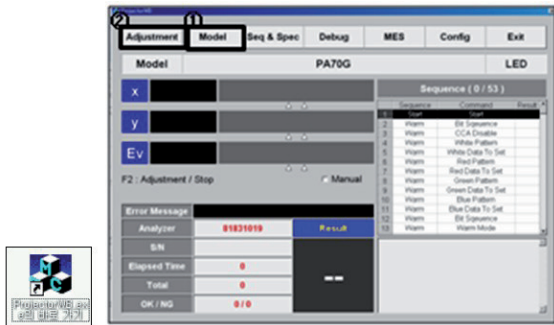 ② ①
ProjectorWB
Adjustment Model Seq & Spec Debug MES Config Exit
Model PA70G LED
x
y
Ev
F2 : Adjustment / Stop Manual
Sequence ( 0 / 53 )
Sequence Command Result
1 Start Start
2 Warm Bit Sqeuence
3 Warm CCA Disable
4 Warm White Pattern
5 Warm White Data To Set
6 Warm Red Pattern
7 Warm Red Data To Set
8 Warm Green Pattern
9 Warm Green Data To Set
10 Warm Blue Pattern
11 Warm Blue Data To Set
12 Warm Bit Sqeuence
13 Warm Warm Mode
Error Message
Analyzer 81831019 Result
S/N
Elapsed Time 0
Total 0
OK / NG 0 / 0
--
MC
ProjectorWB.ex
e의 바로 가기